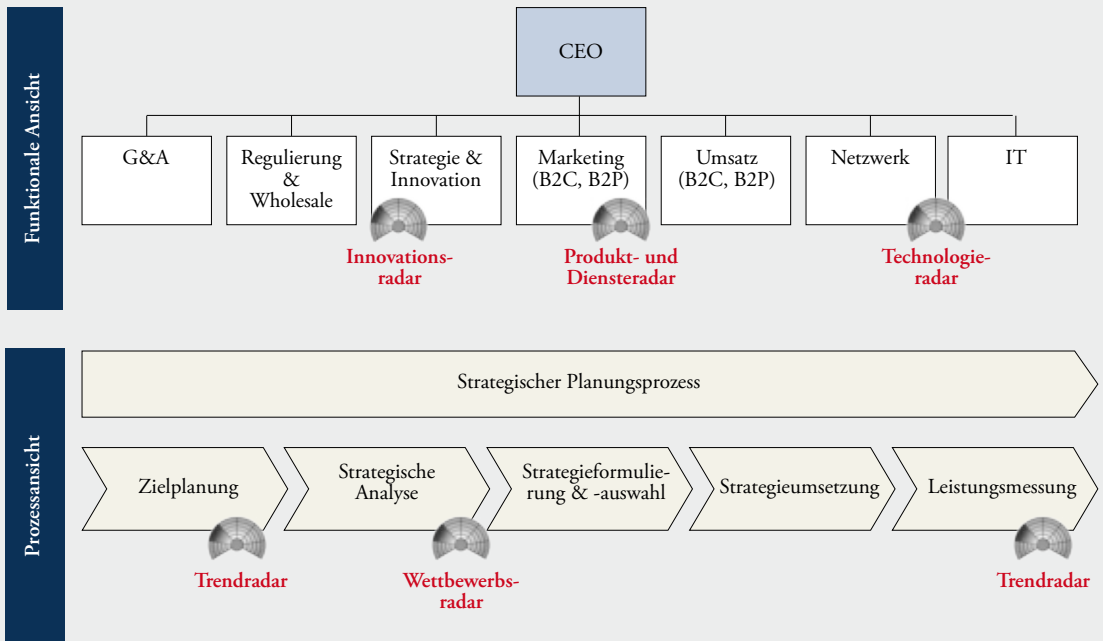 Funktionale Ansicht
CEO
G&A
Regulierung
&
Wholesale
Strategie &
Innovation
Marketing
(B2C, B2P)
Umsatz
(B2C, B2P)
Netzwerk
IT
Innovations-
radar
Produkt- und
Diensteradar
Technologie-
radar
Prozessansicht
Strategischer Planungsprozess
Zielplanung
Strategische
Analyse
Strategieformulie-
rung & -auswahl
Strategieumsetzung
Leistungsmessung
Trendradar
Wettbewerbs-
radar
Trendradar